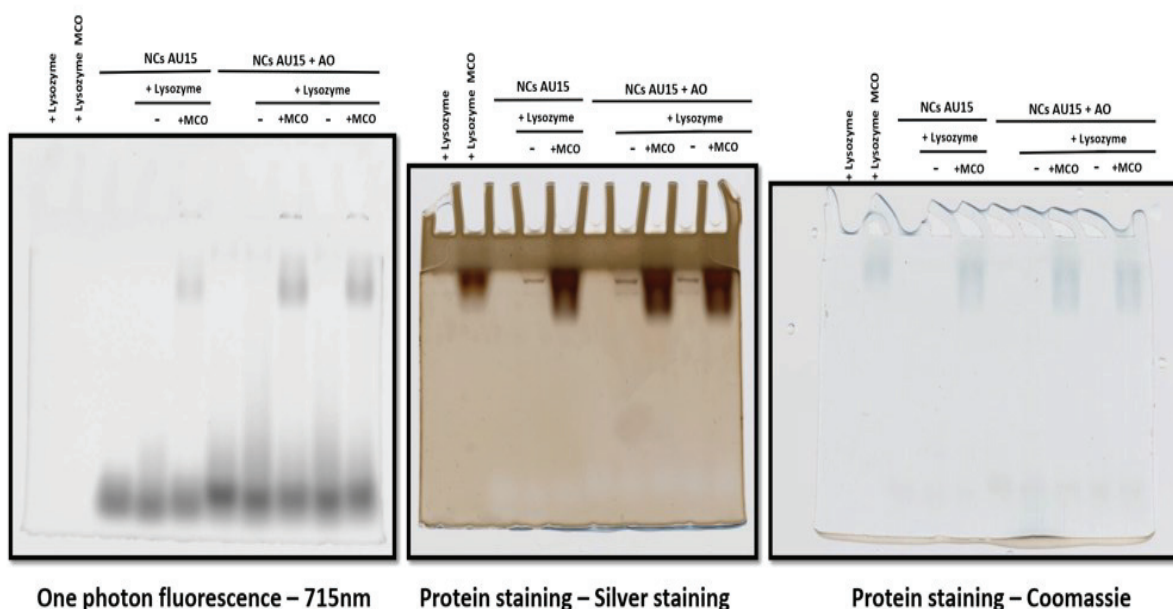 + Lysozyme
+ Lysozyme MCO
NCs AU15
NCs AU15 + AO
+ Lysozyme
+ Lysozyme
-
+MCO
-
+MCO
-
+MCO
One photon fluorescence – 715nm
+ Lysozyme
+ Lysozyme MCO
NCs AU15
NCs AU15 + AO
+ Lysozyme
+ Lysozyme
-
+MCO
-
+MCO
-
+MCO
Protein staining – Silver staining
+ Lysozyme
+ Lysozyme MCO
NCs AU15
NCs AU15 + AO
+ Lysozyme
+ Lysozyme
-
+MCO
-
+MCO
-
+MCO
Protein staining – Coomassie